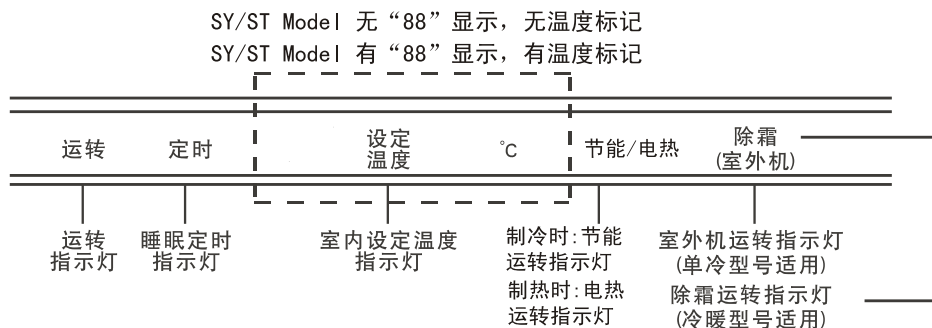 SY/ST Model 无“88”显示，无温度标记
SY/ST Model 有“88”显示，有温度标记
运转 定时 设定 ℃ 节能/电热 除霜
温度 (室外机)
运转 睡眠定时 室内设定温度 制冷时:节能 室外机运转指示灯
指示灯 指示灯 指示灯 运转指示灯 (单冷型号适用)
制热时:电热 除霜运转指示灯
运转指示灯 (冷暖型号适用)